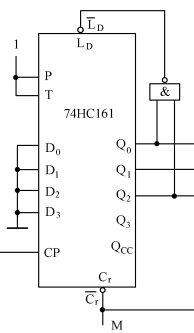 L̅D
1
LD
P
T
&
74HC161
D0
D1
D2
D3
Q0
Q1
Q2
Q3
CP
QCC
Cr
C̅r
M